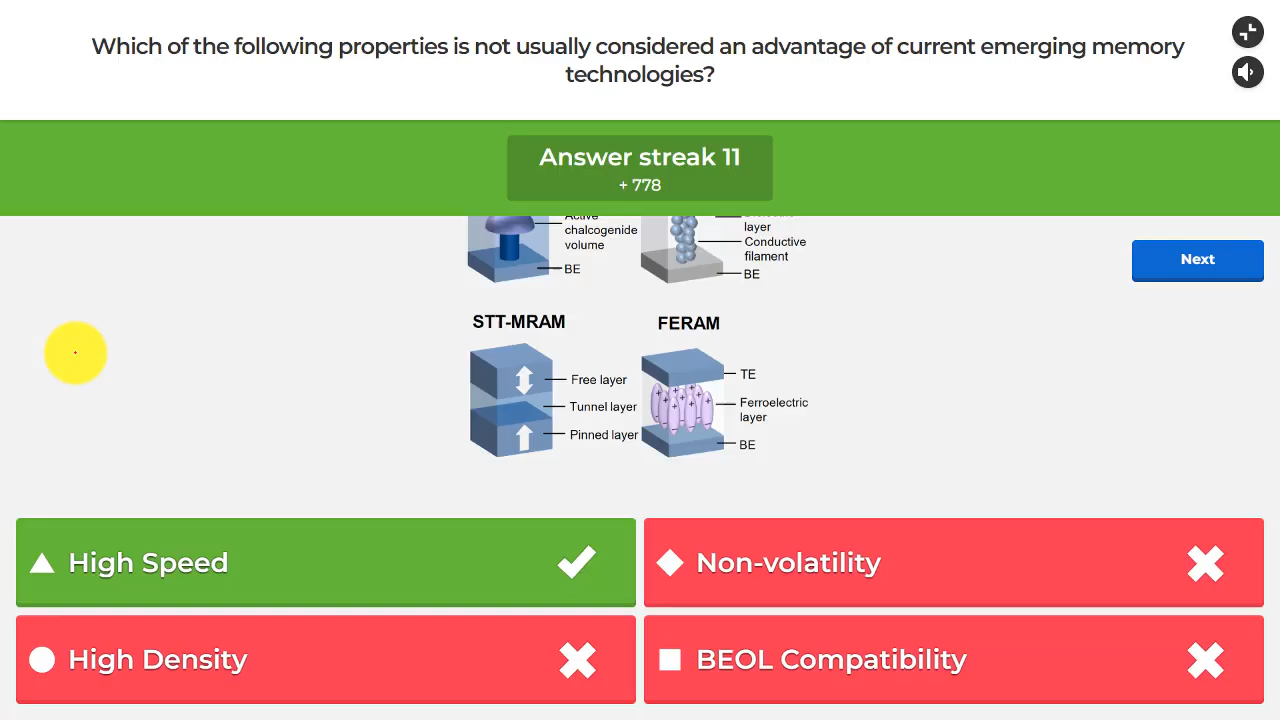 Which of the following properties is not usually considered an advantage of current emerging memory
technologies?
Answer streak 11
+ 778
Next
Active
chalcogenide
volume
BE
layer
Conductive
filament
BE
STT-MRAM
Free layer
Tunnel layer
Pinned layer
FERAM
TE
Ferroelectric
layer
BE
High Speed
Non-volatility
High Density
BEOL Compatibility